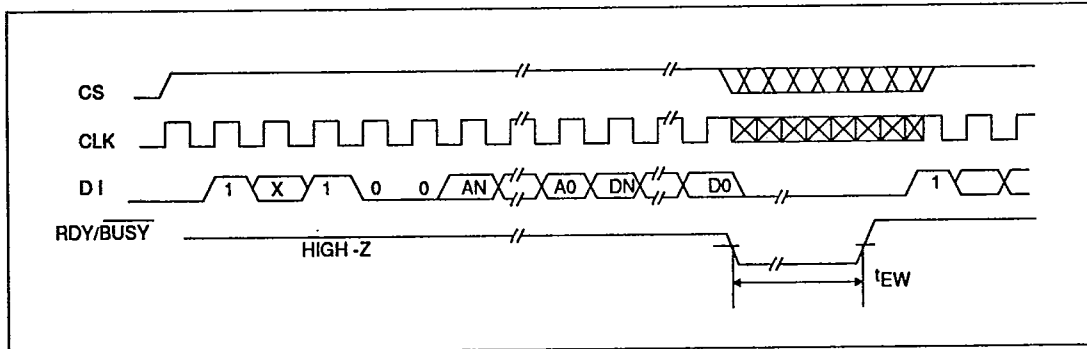 CS
CLK
DI 1 X 1 0 0 AN A0 DN D0 1
RDY/BUSY
HIGH-Z
tEW